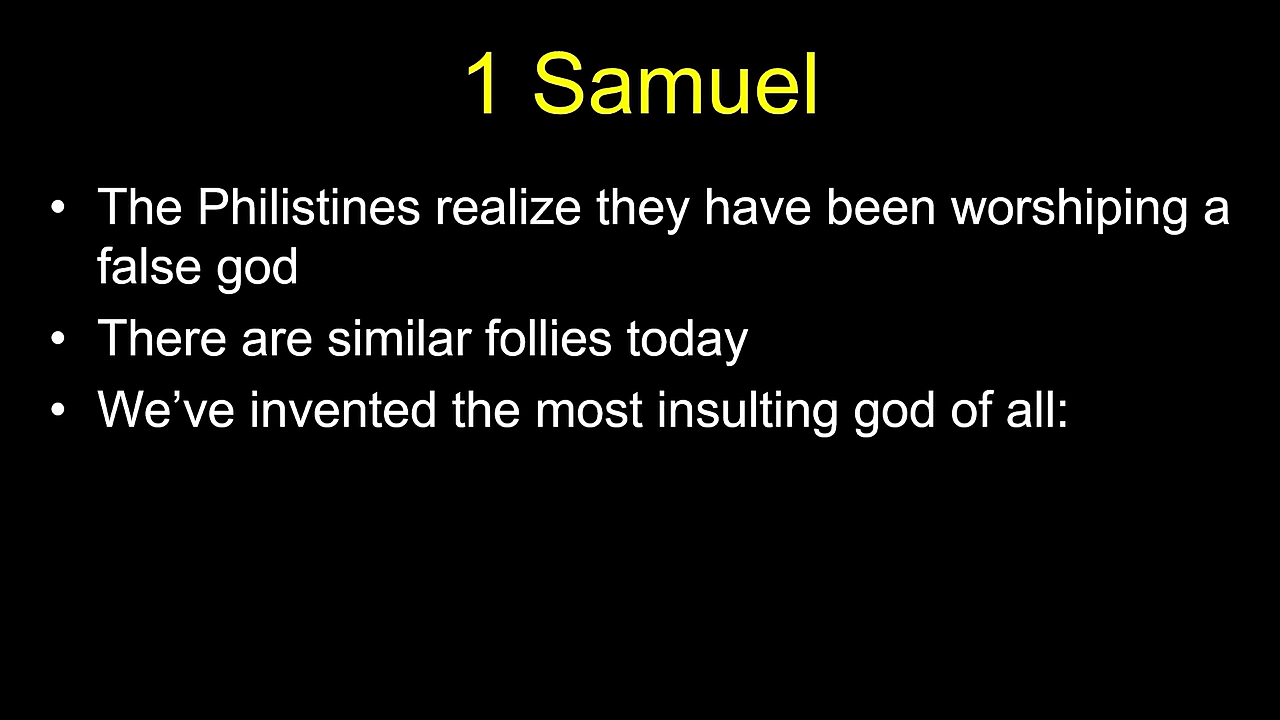 1 Samuel
• The Philistines realize they have been worshiping a
false god
• There are similar follies today
• We’ve invented the most insulting god of all: